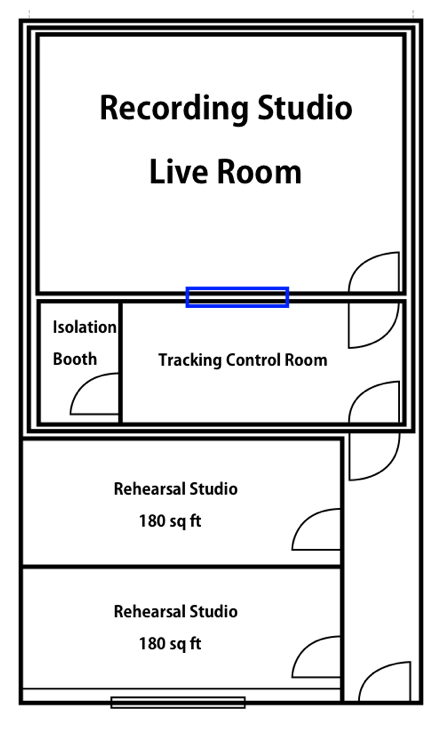 Recording Studio
Live Room
Isolation
Booth
Tracking Control Room
Rehearsal Studio
180 sq ft
Rehearsal Studio
180 sq ft